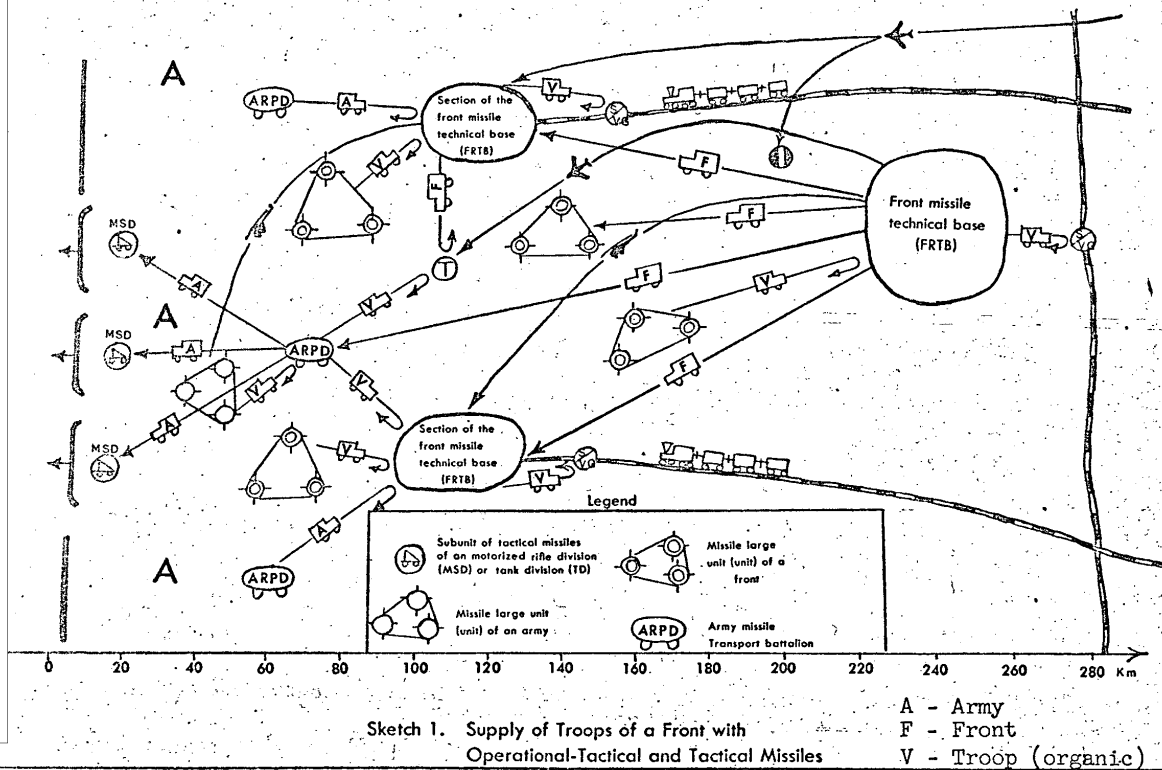 A
ARPD
A
Section of the
front missile
technical base
(FRTB)
V
V
F
F
V
Front missile
technical base
(FRTB)
F
V
MSD
A
T
F
V
V
A
MSD
A
ARPD
V
V
F
A
MSD
Section of the
front missile
technical base
(FRTB)
V
V
A
A
ARPD
Legend
Subunit of tactical missiles
of an motorized rifle division
(MSD) or tank division (TD)
Missile large
unit (unit) of a
front
Missile large unit
(unit) of an army
ARPD
Army missile
Transport battalion
0 20 40 60 80 100 120 140 160 180 200 220 240 260 280 Km
Sketch 1. Supply of Troops of a Front with
Operational-Tactical and Tactical Missiles
A - Army
F - Front
V - Troop (organic)